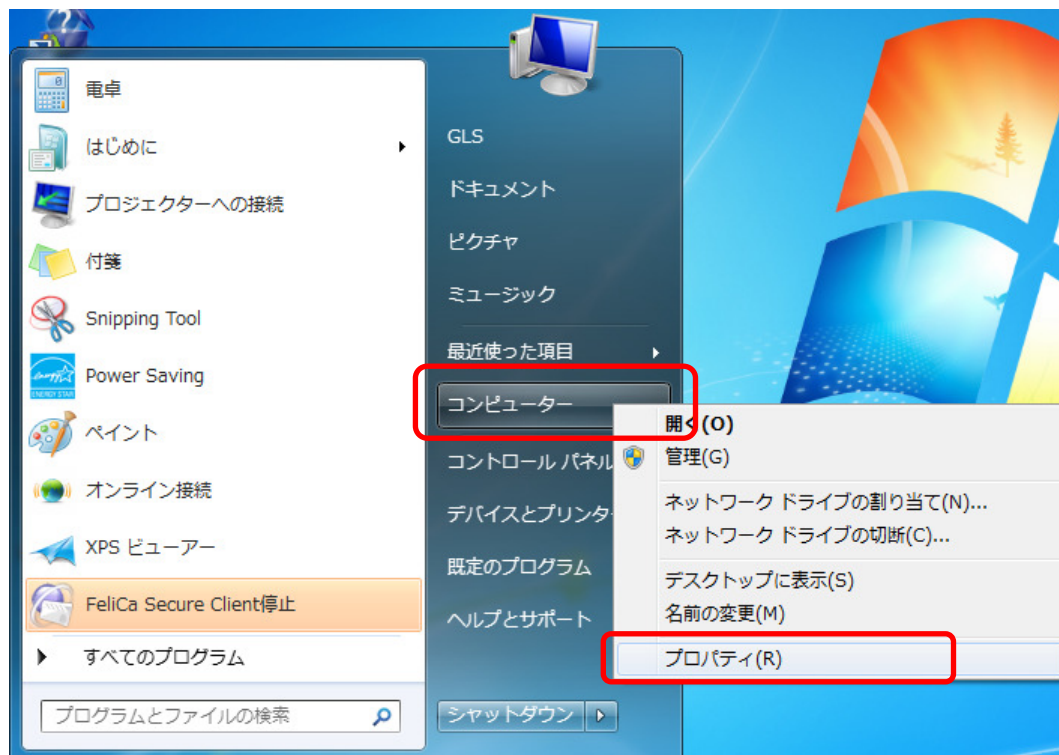 電卓
はじめに
プロジェクターへの接続
付箋
Snipping Tool
Power Saving
ペイント
オンライン接続
XPS ビューアー
FeliCa Secure Client停止
すべてのプログラム
プログラムとファイルの検索
GLS
ドキュメント
ピクチャ
ミュージック
最近使った項目
コンピューター
コントロール パネル
デバイスとプリンター
既定のプログラム
ヘルプとサポート
シャットダウン
開く(O)
管理(G)
ネットワーク ドライブの割り当て(N)...
ネットワーク ドライブの切断(C)...
デスクトップに表示(S)
名前の変更(M)
プロパティ(R)